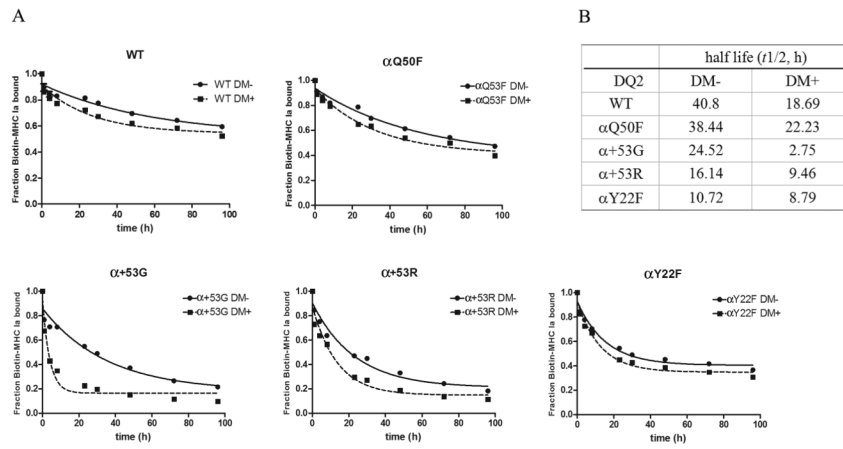 A
B
WT
WT DM-
WT DM+
Fraction Biotin-MHC Ia bound
1.0
0.8
0.6
0.4
0.2
0.0
0 20 40 60 80 100
time (h)
αQ50F
αQ53F DM-
αQ53F DM+
Fraction Biotin-MHC Ia bound
1.0
0.8
0.6
0.4
0.2
0.0
0 20 40 60 80 100
time (h)
half life (t1/2, h)
DQ2 DM- DM+
WT 40.8 18.69
αQ50F 38.44 22.23
α+53G 24.52 2.75
α+53R 16.14 9.46
αY22F 10.72 8.79
α+53G
α+53G DM-
α+53G DM+
Fraction Biotin-MHC Ia bound
1.0
0.8
0.6
0.4
0.2
0.0
0 20 40 60 80 100
time (h)
α+53R
α+53R DM-
α+53R DM+
Fraction Biotin-MHC Ia bound
1.0
0.8
0.6
0.4
0.2
0.0
0 20 40 60 80 100
time (h)
αY22F
αY22F DM-
αY22F DM+
Fraction Biotin-MHC Ia bound
1.0
0.8
0.6
0.4
0.2
0.0
0 20 40 60 80 100
time (h)